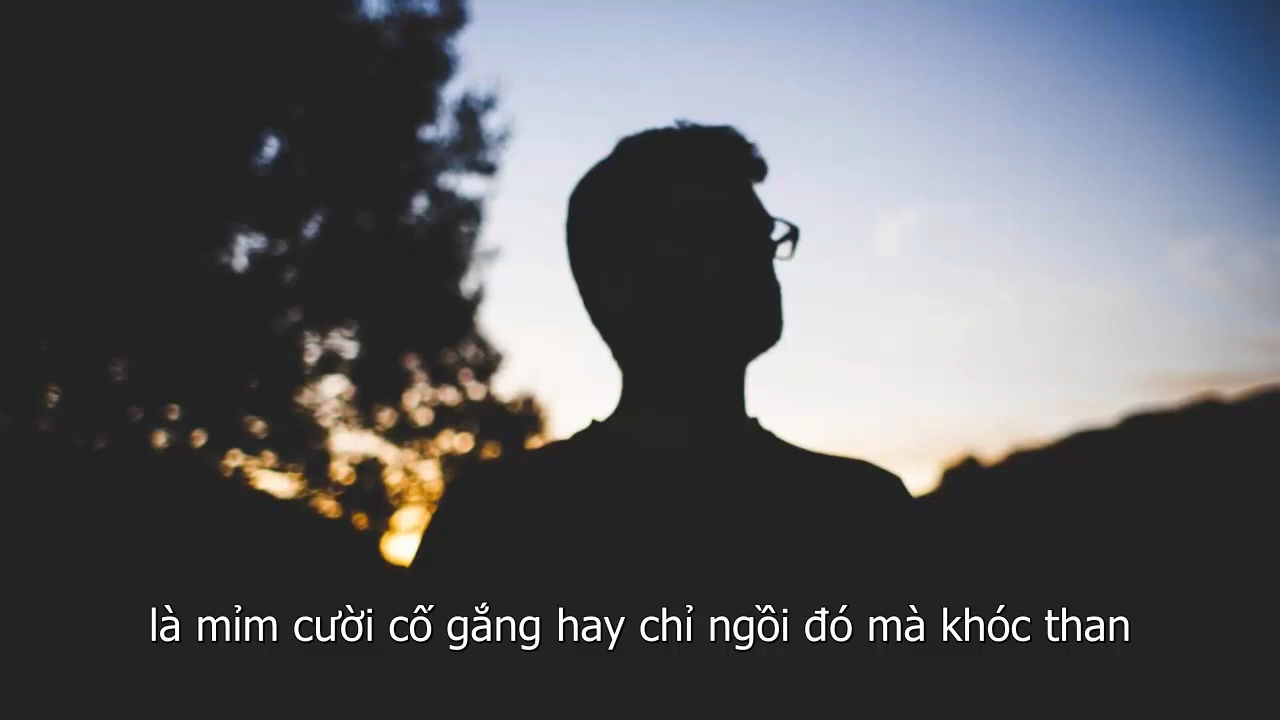 là mỉm cười cố gắng hay chỉ ngồi đó mà khóc than